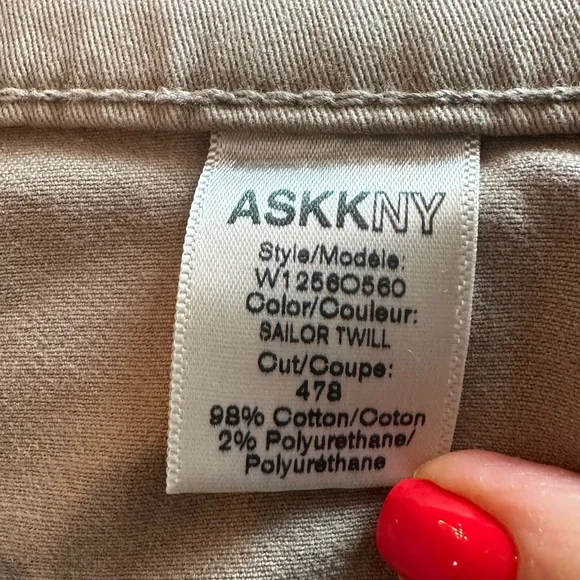 ASKKNY
Style/Modèle:
W1256O560
Color/Couleur:
SAILOR TWILL
Cut/Coupe:
478
98% Cotton/Coton
2% Polyurethane/
Polyuréthane